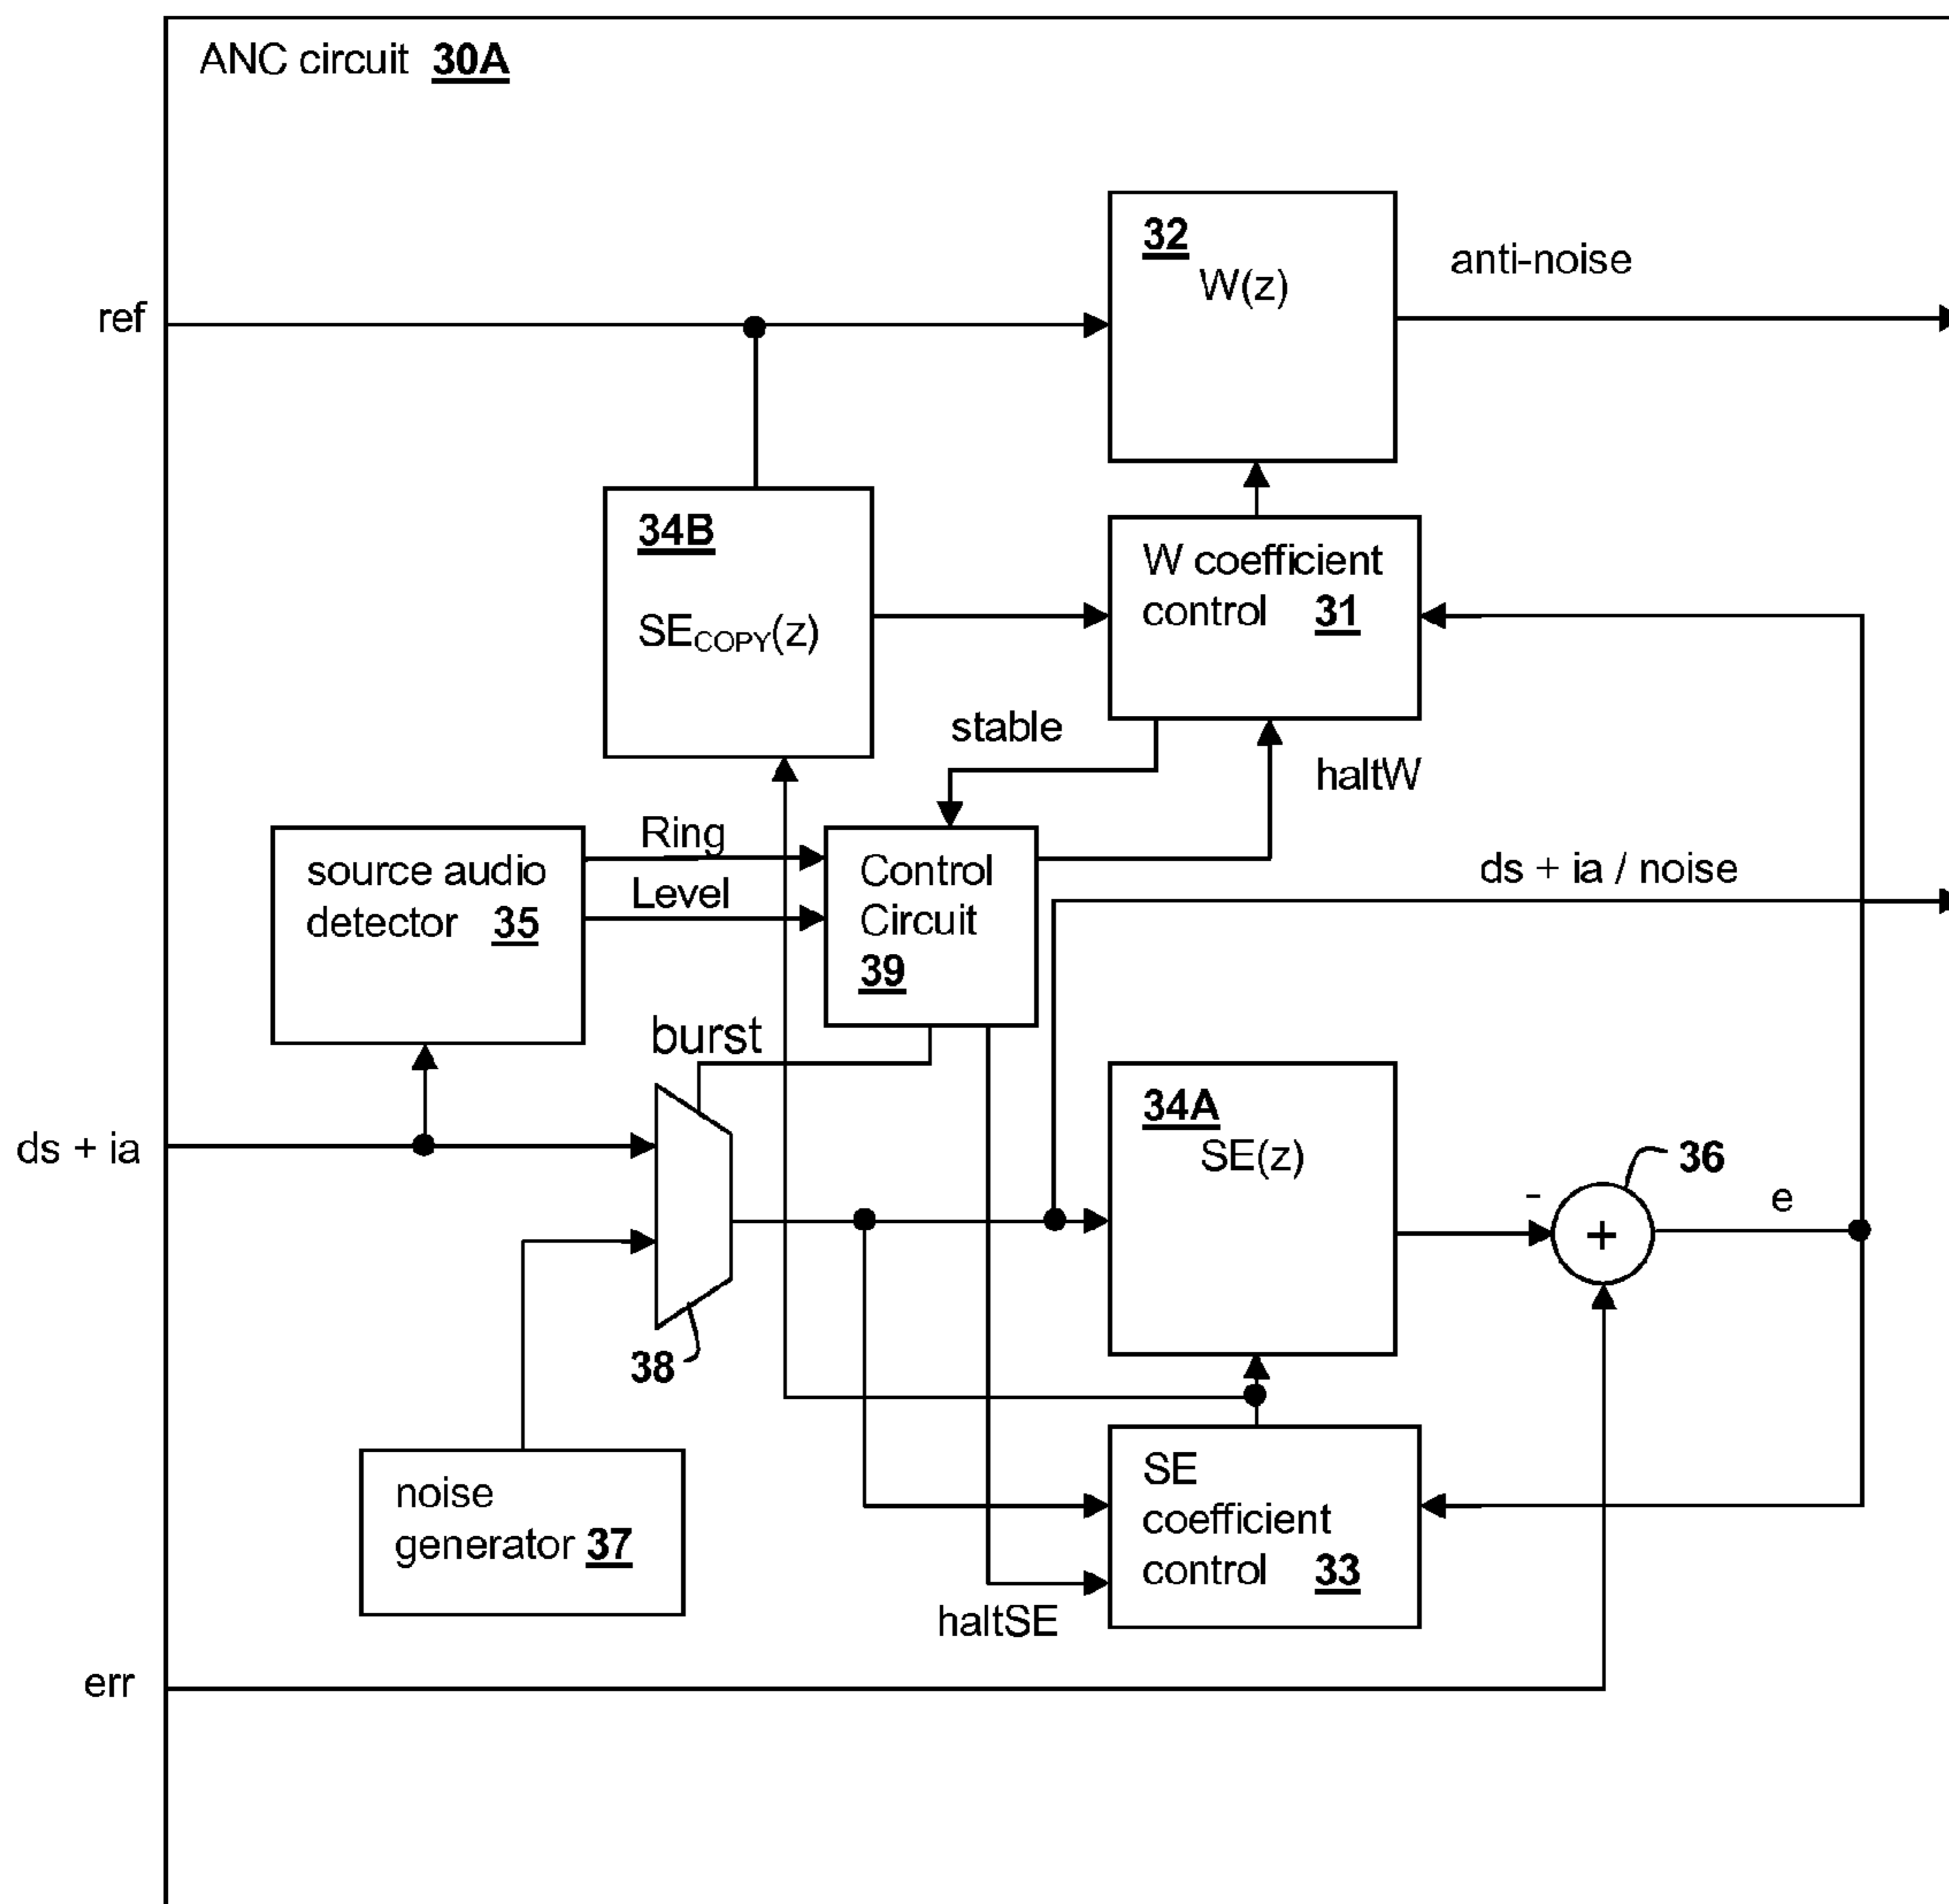 ANC circuit 30A
32
W(z)
anti-noise
ref
34B
SECOPY(z)
W coefficient
control 31
stable
haltW
Ring
Level
source audio
detector 35
Control
Circuit
39
ds + ia / noise
burst
ds + ia
34A
SE(z)
36
-
+
e
38
noise
generator 37
SE
coefficient
control 33
haltSE
err